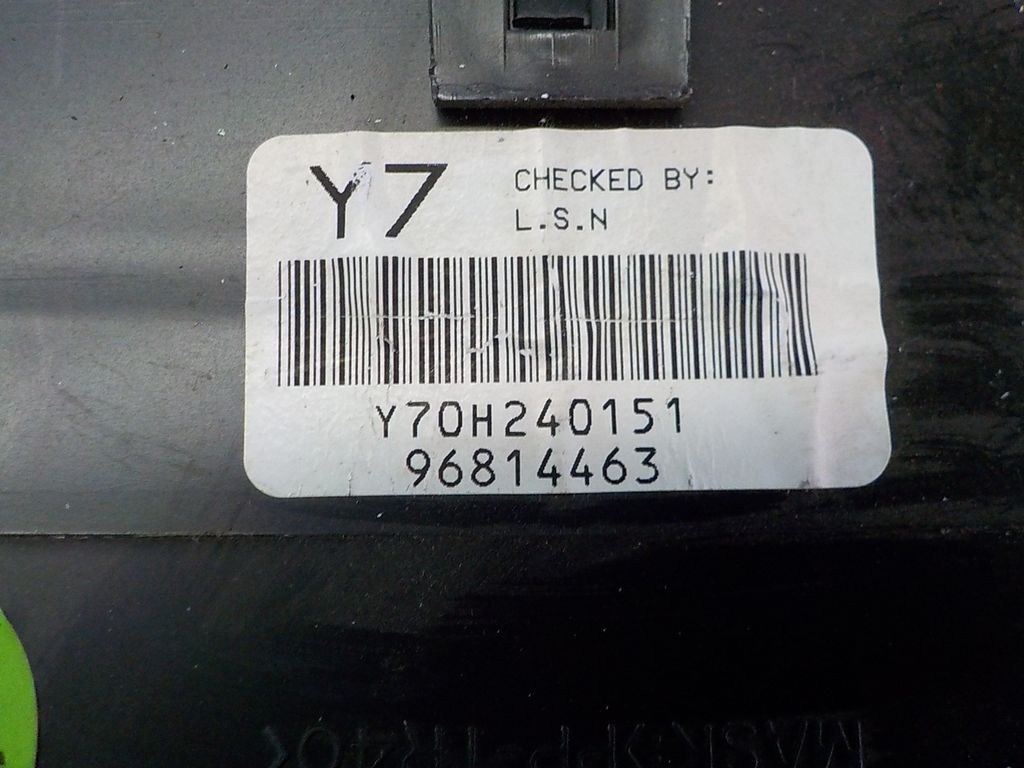 Y7
CHECKED BY:
L.S.N
Y70H240151
96814463